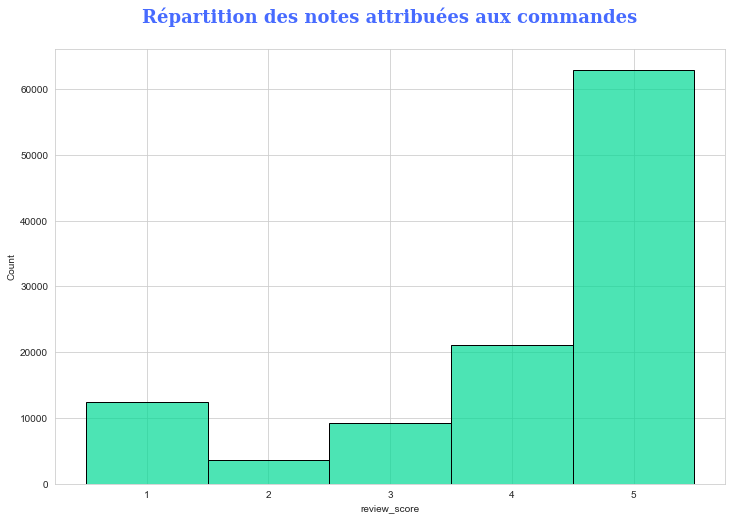 Répartition des notes attribuées aux commandes
60000
50000
40000
30000
20000
10000
0
Count
1 2 3 4 5
review_score